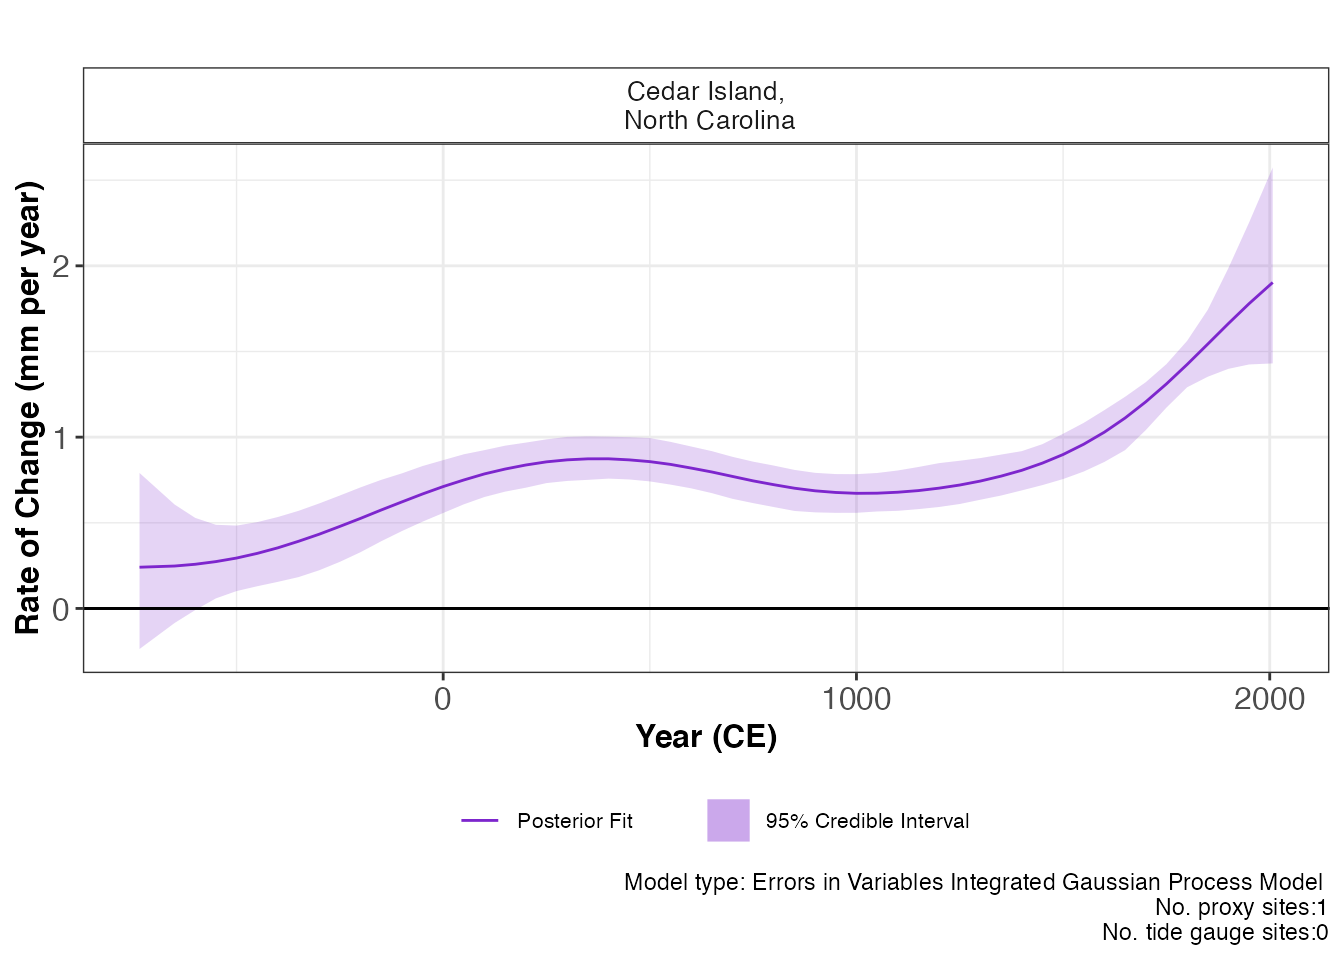 Cedar Island,
North Carolina
Rate of Change (mm per year)
2
1
0
0
1000
2000
Year (CE)
Posterior Fit
95% Credible Interval
Model type: Errors in Variables Integrated Gaussian Process Model
No. proxy sites:1
No. tide gauge sites:0